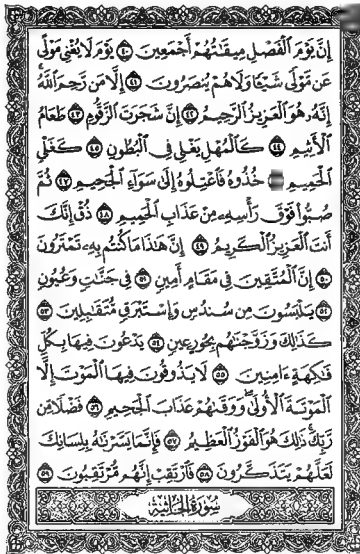 إِنَّ يَوْمَ ٱلْفَصْلِ مِيقَٰتُهُمْ أَجْمَعِينَ ٤٠ يَوْمَ لَا يُغْنِى مَوْلًى
عَن مَّوْلًى شَيْـًٔا وَلَا هُمْ يُنصَرُونَ ٤١ إِلَّا مَن رَّحِمَ ٱللَّهُ
إِنَّهُۥ هُوَ ٱلْعَزِيزُ ٱلرَّحِيمُ ٤٢ إِنَّ شَجَرَتَ ٱلزَّقُّومِ ٤٣ طَعَامُ
ٱلْأَثِيمِ ٤٤ كَٱلْمُهْلِ يَغْلِى فِى ٱلْبُطُونِ ٤٥ كَغَلْىِ
ٱلْحَمِيمِ خُذُوهُ فَٱعْتِلُوهُ إِلَىٰ سَوَآءِ ٱلْجَحِيمِ ٤٧ ثُمَّ
صُبُّوا۟ فَوْقَ رَأْسِهِۦ مِنْ عَذَابِ ٱلْحَمِيمِ ٤٨ ذُقْ إِنَّكَ
أَنتَ ٱلْعَزِيزُ ٱلْكَرِيمُ ٤٩ إِنَّ هَٰذَا مَا كُنتُم بِهِۦ تَمْتَرُونَ
٥٠ إِنَّ ٱلْمُتَّقِينَ فِى مَقَامٍ أَمِينٍ ٥١ فِى جَنَّٰتٍ وَعُيُونٍ
٥٢ يَلْبَسُونَ مِن سُندُسٍ وَإِسْتَبْرَقٍ مُّتَقَٰبِلِينَ ٥٣
كَذَٰلِكَ وَزَوَّجْنَٰهُم بِحُورٍ عِينٍ ٥٤ يَدْعُونَ فِيهَا بِكُلِّ
فَٰكِهَةٍ ءَامِنِينَ ٥٥ لَا يَذُوقُونَ فِيهَا ٱلْمَوْتَ إِلَّا
ٱلْمَوْتَةَ ٱلْأُولَىٰ وَوَقَىٰهُمْ عَذَابَ ٱلْجَحِيمِ ٥٦ فَضْلًا مِّن
رَّبِّكَ ذَٰلِكَ هُوَ ٱلْفَوْزُ ٱلْعَظِيمُ ٥٧ فَإِنَّمَا يَسَّرْنَٰهُ بِلِسَانِكَ
لَعَلَّهُمْ يَتَذَكَّرُونَ ٥٨ فَٱرْتَقِبْ إِنَّهُم مُّرْتَقِبُونَ ٥٩
سُورَةُ الجَاثِيَةِ